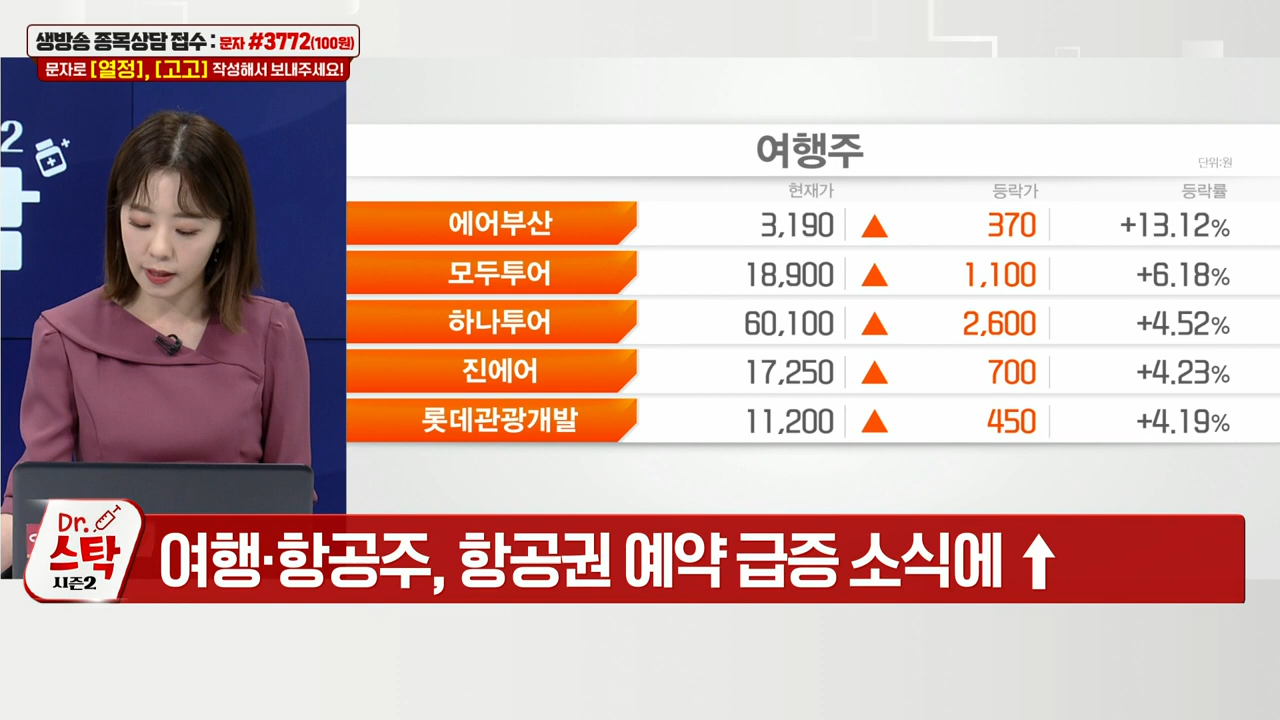 생방송 종목상담 접수 : 문자 #3772(100원)
문자로 [열정], [고고] 작성해서 보내주세요!
2
여행주
단위:원
현재가 등락가 등락률
에어부산 3,190 ▲ 370 +13.12%
모두투어 18,900 ▲ 1,100 +6.18%
하나투어 60,100 ▲ 2,600 +4.52%
진에어 17,250 ▲ 700 +4.23%
롯데관광개발 11,200 ▲ 450 +4.19%
Dr.
스탁
시즌2
여행·항공주, 항공권 예약 급증 소식에 ↑